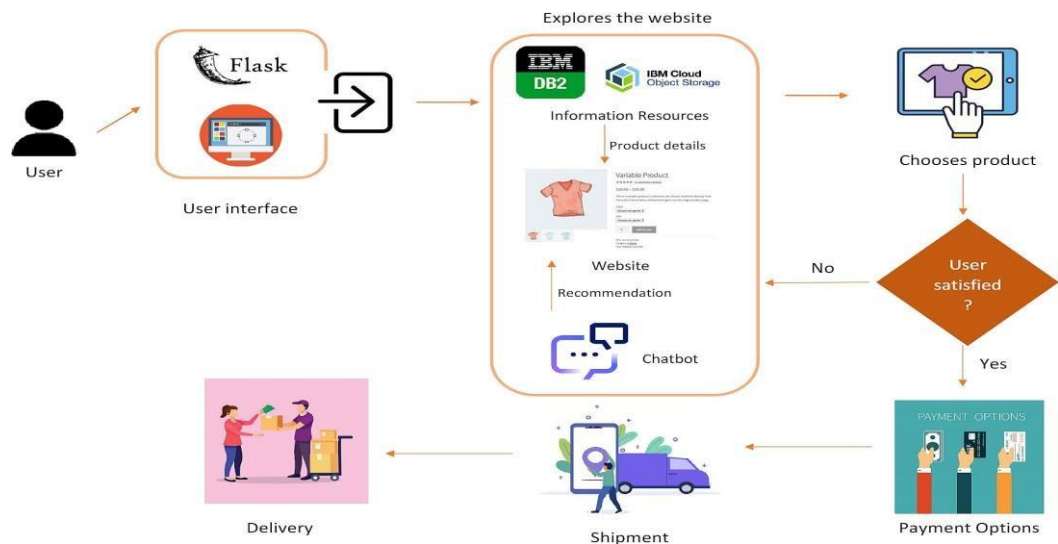 Explores the website
Flask
IBM
DB2
IBM Cloud
Object Storage
Information Resources
Product details
Variable Product
Website
Recommendation
Chatbot
User
User interface
Chooses product
User
satisfied
?
No
Yes
PAYMENT OPTIONS
Payment Options
Shipment
Delivery